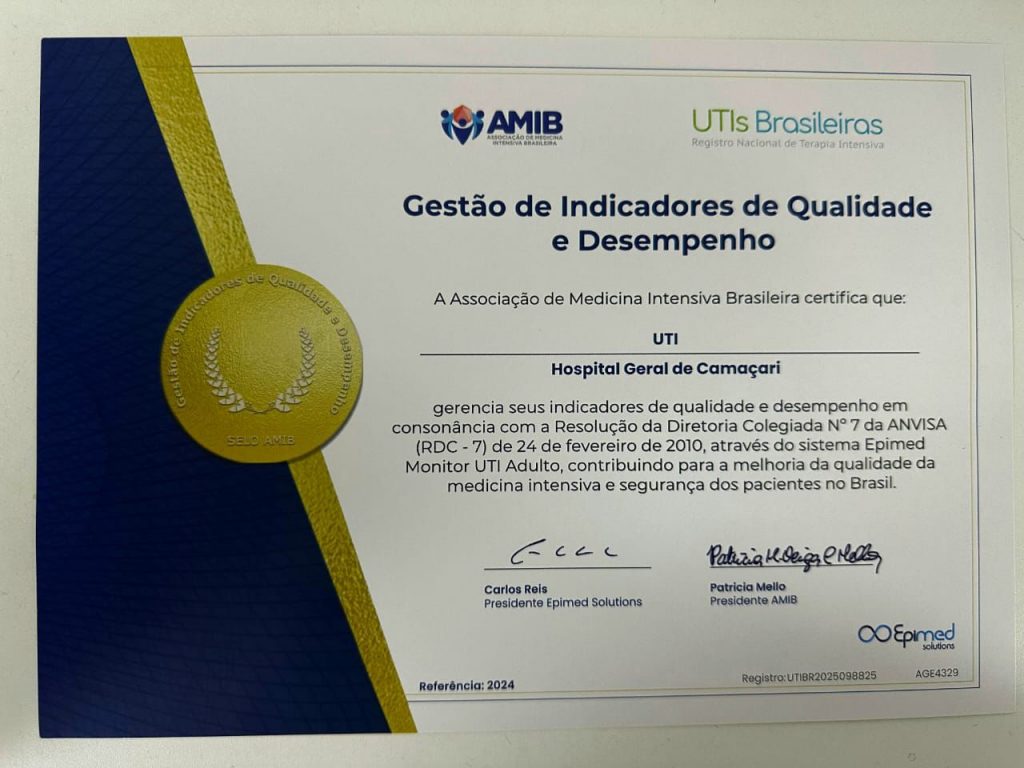 AMIB
ASSOCIAÇÃO DE MEDICINA
INTENSIVA BRASILEIRA
UTIs Brasileiras
Registro Nacional de Terapia Intensiva
Gestão de Indicadores de Qualidade
e Desempenho
A Associação de Medicina Intensiva Brasileira certifica que:
UTI
Hospital Geral de Camaçari
gerencia seus indicadores de qualidade e desempenho em
consonância com a Resolução da Diretoria Colegiada Nº 7 da ANVISA
(RDC - 7) de 24 de fevereiro de 2010, através do sistema Epimed
Monitor UTI Adulto, contribuindo para a melhoria da qualidade da
medicina intensiva e segurança dos pacientes no Brasil.
Gestão de Indicadores de Qualidade e Desempenho
SELO AMIB
Carlos Reis
Presidente Epimed Solutions
Patricia Mello
Presidente AMIB
Epimed
solutions
Referência: 2024
Registro: UTIBR2025098825
AGE4329